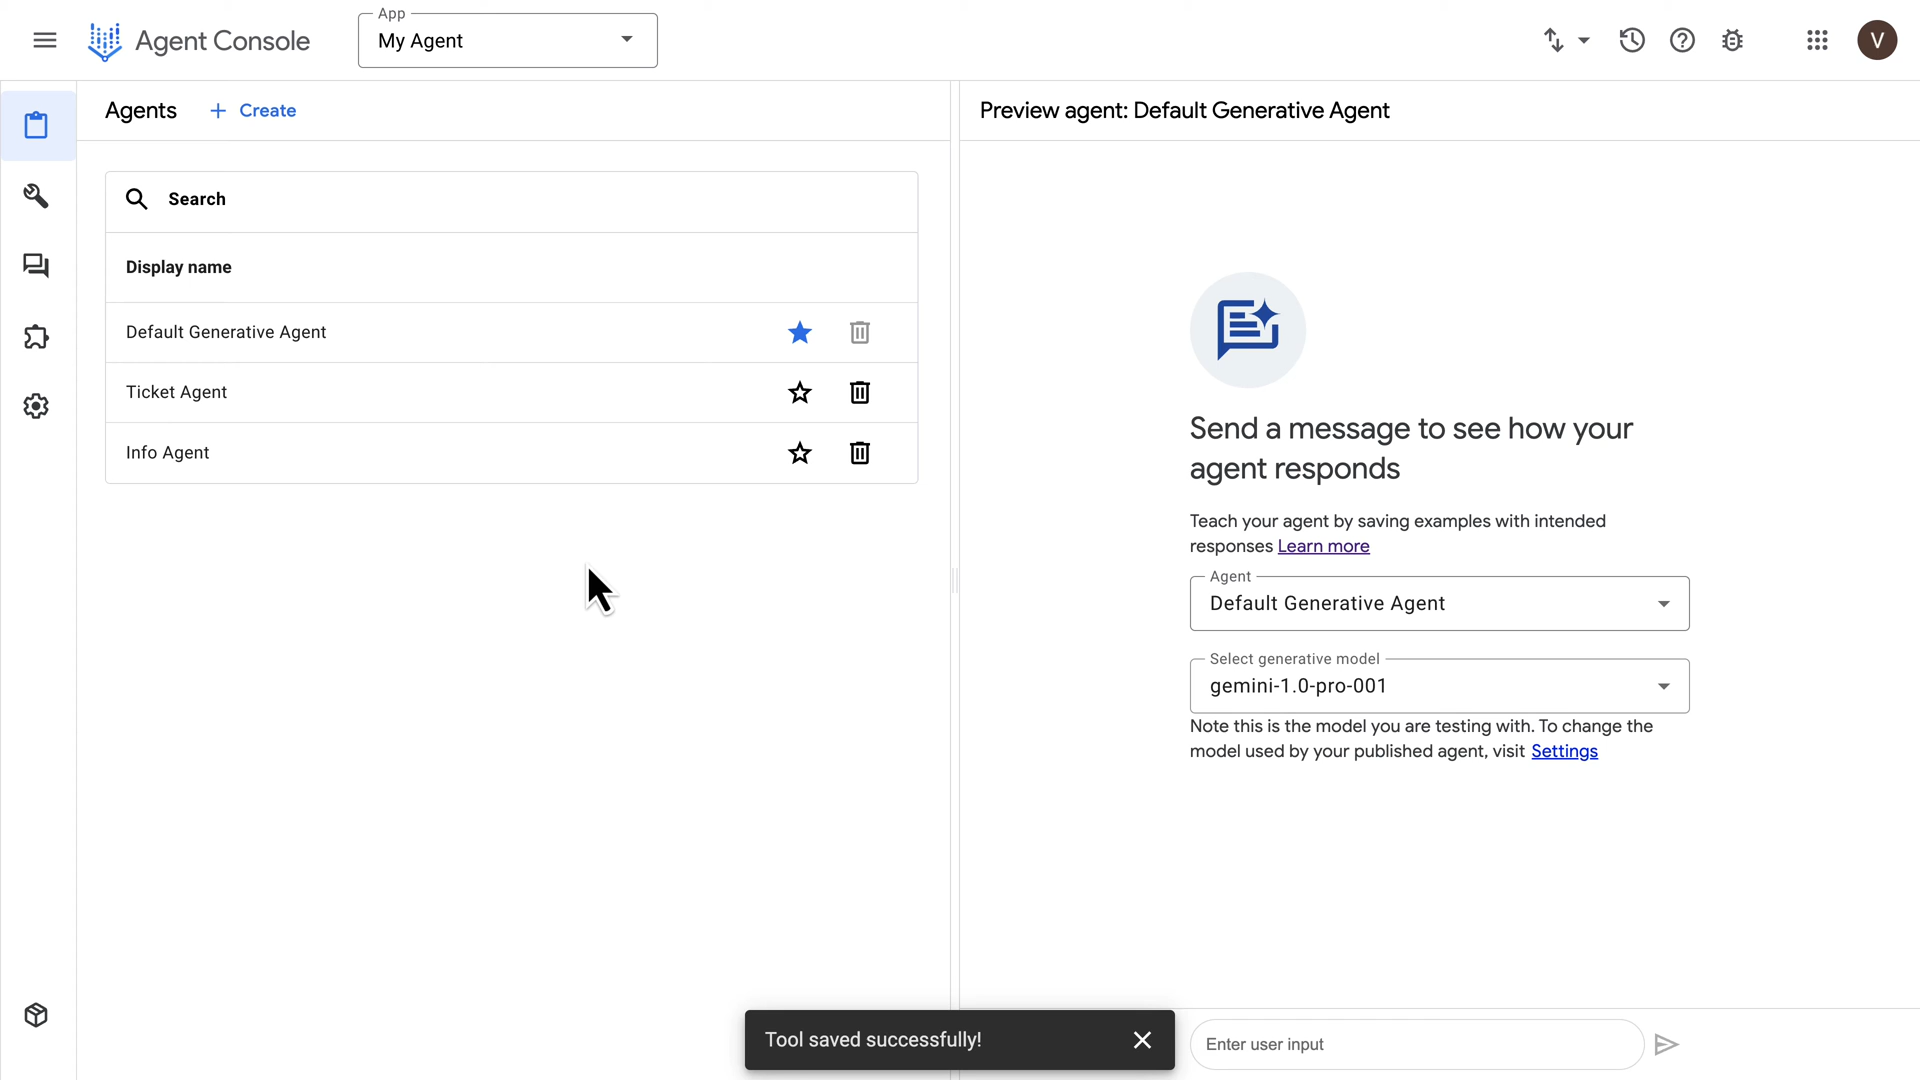 Agent Console
App
My Agent
V
Agents
Create
Preview agent: Default Generative Agent
Search
Display name
Default Generative Agent
Ticket Agent
Info Agent
Send a message to see how your
agent responds
Teach your agent by saving examples with intended
responses Learn more
Agent
Default Generative Agent
Select generative model
gemini-1.0-pro-001
Note this is the model you are testing with. To change the
model used by your published agent, visit Settings
Tool saved successfully!
Enter user input